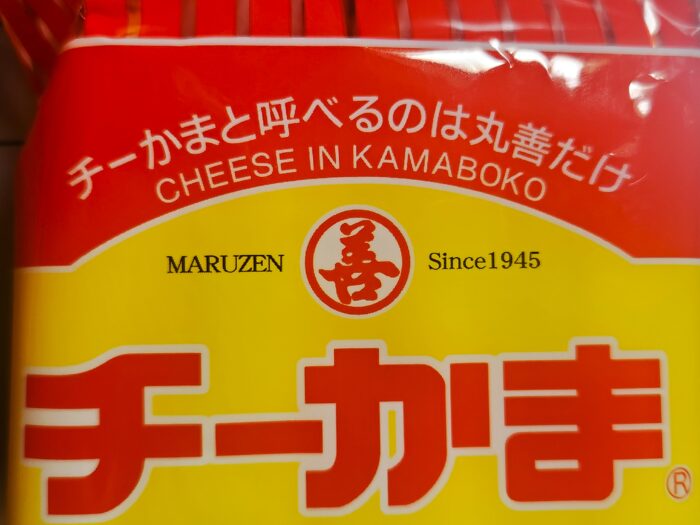 チーかまと呼べるのは丸善だけ
CHEESE IN KAMABOKO
MARUZEN 善 Since1945
チーかま®